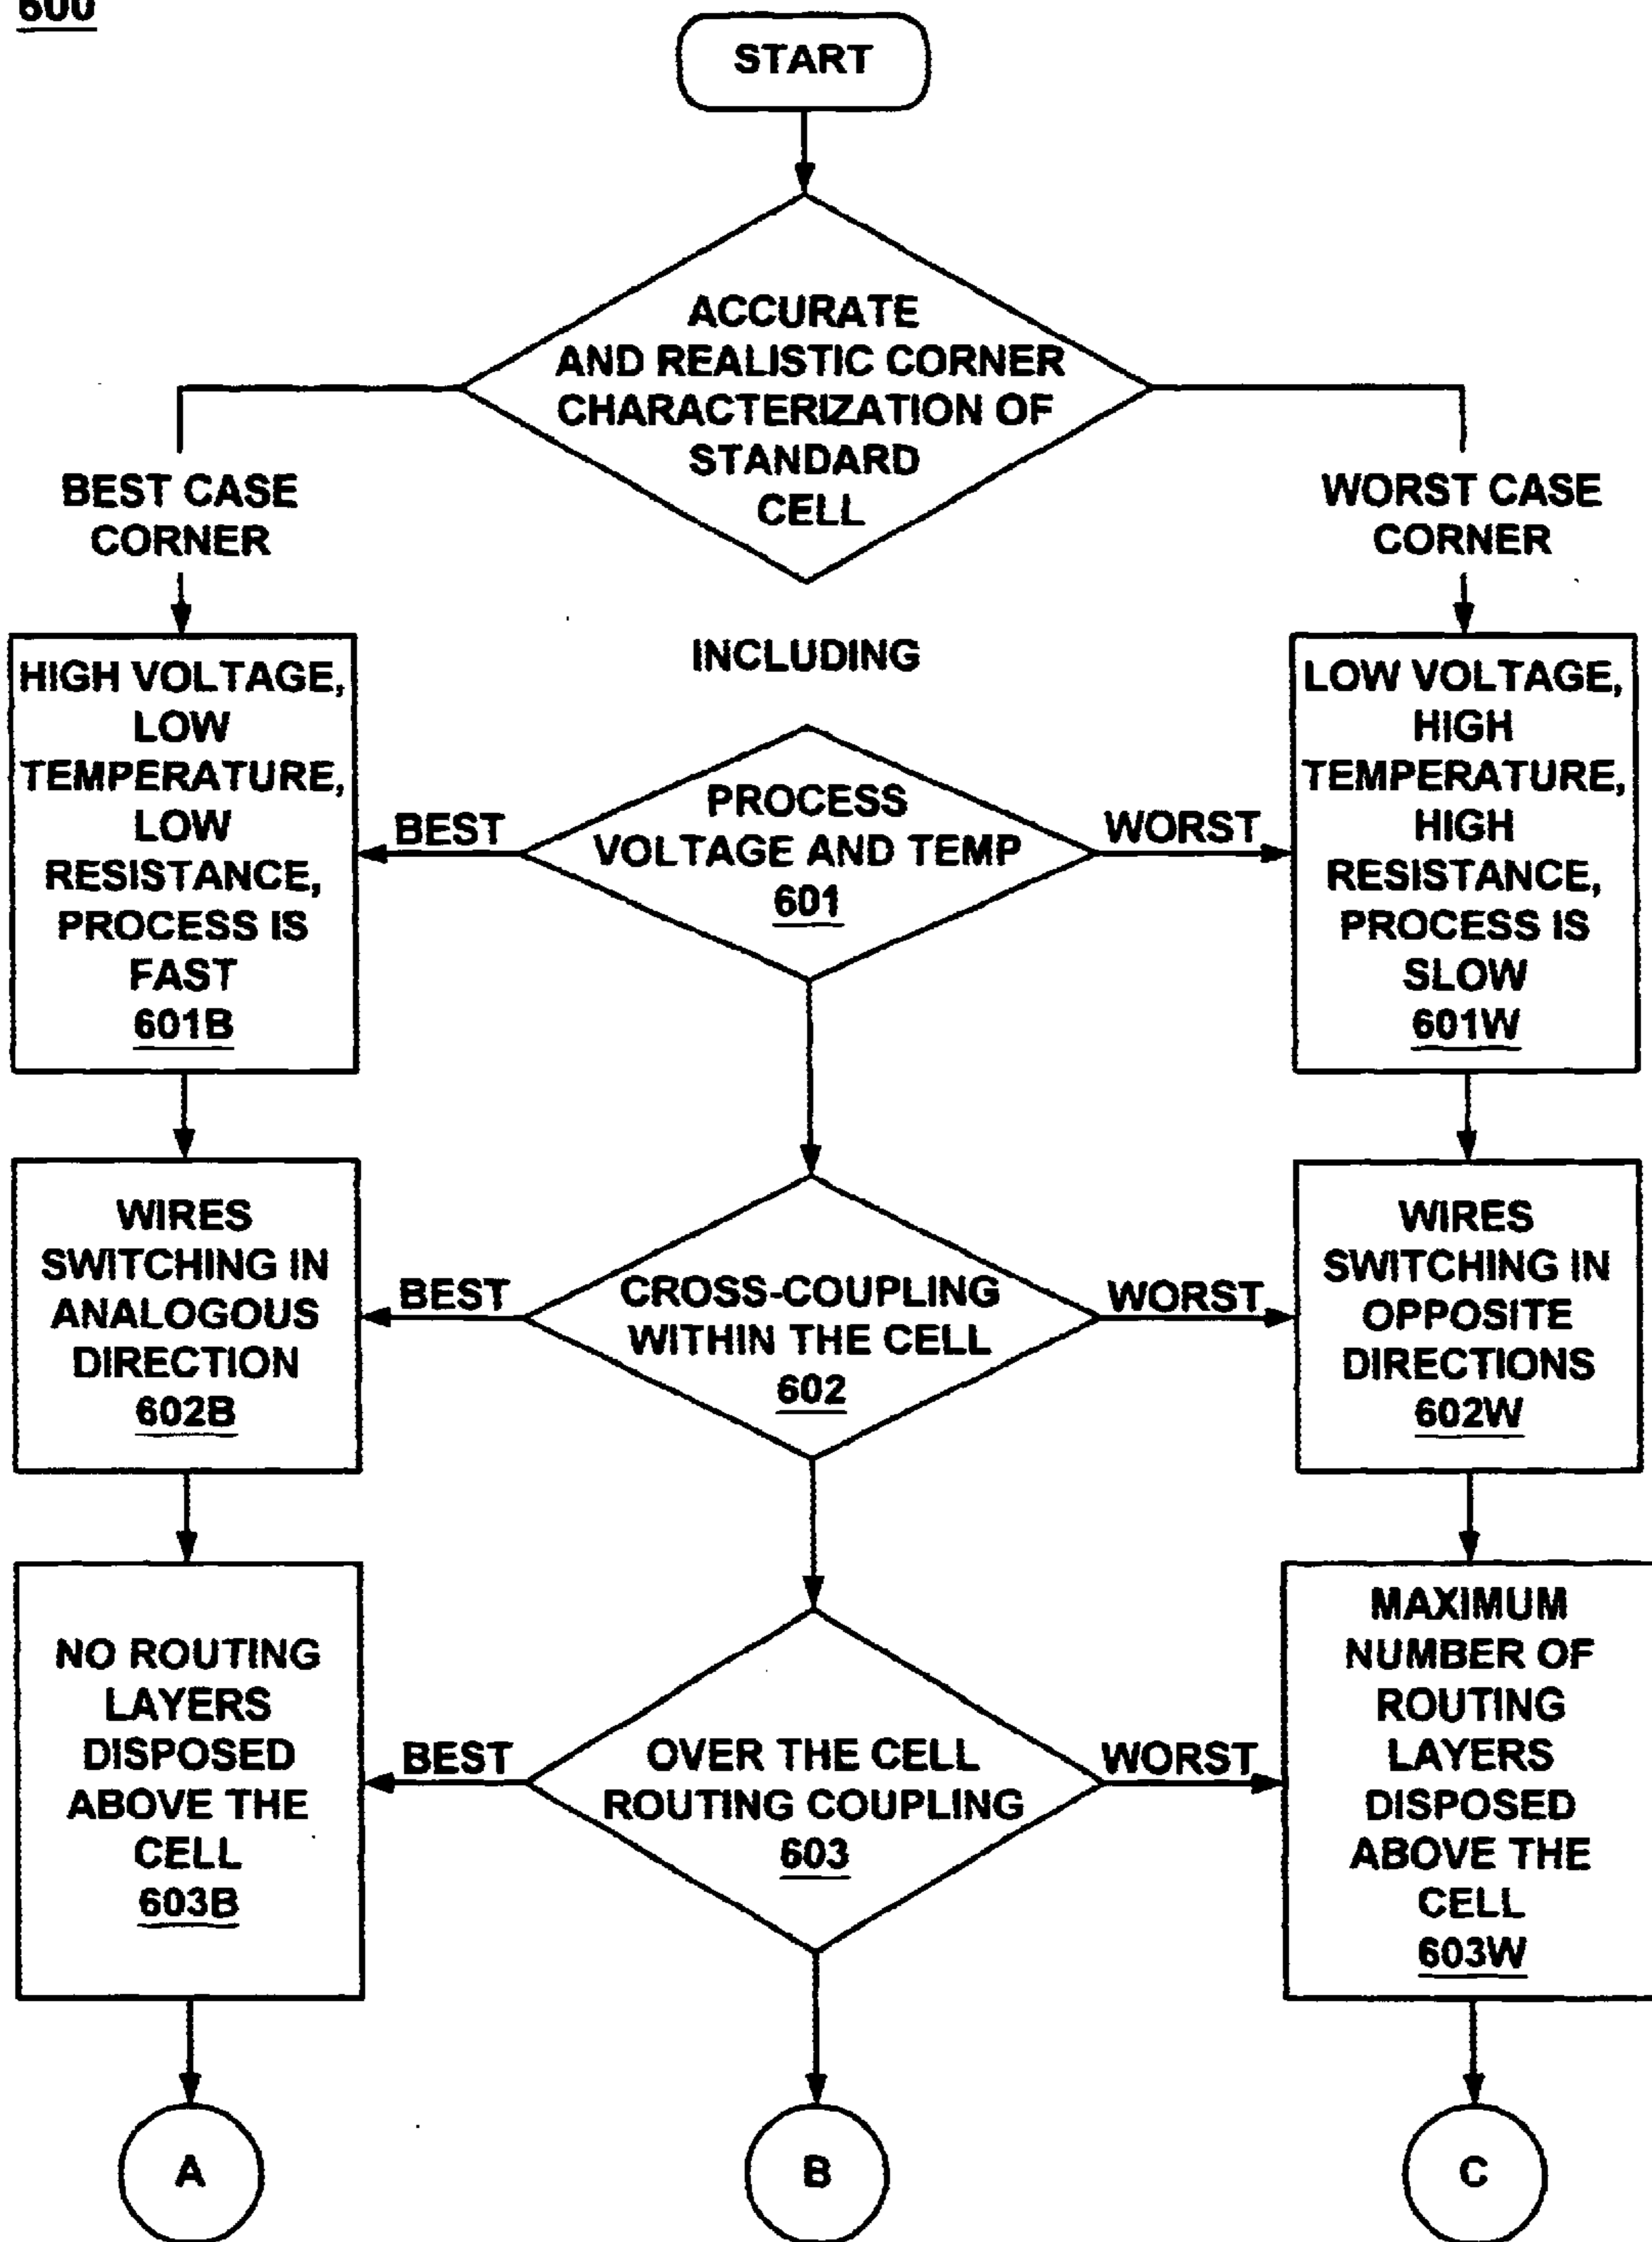 600
START
ACCURATE
AND REALISTIC CORNER
CHARACTERIZATION OF
STANDARD
CELL
BEST CASE
CORNER
WORST CASE
CORNER
INCLUDING
HIGH VOLTAGE,
LOW
TEMPERATURE,
LOW
RESISTANCE,
PROCESS IS
FAST
601B
BEST
PROCESS
VOLTAGE AND TEMP
601
WORST
LOW VOLTAGE,
HIGH
TEMPERATURE,
HIGH
RESISTANCE,
PROCESS IS
SLOW
601W
WIRES
SWITCHING IN
ANALOGOUS
DIRECTION
602B
BEST
CROSS-COUPLING
WITHIN THE CELL
602
WORST
WIRES
SWITCHING IN
OPPOSITE
DIRECTIONS
602W
NO ROUTING
LAYERS
DISPOSED
ABOVE THE
CELL
603B
BEST
OVER THE CELL
ROUTING COUPLING
603
WORST
MAXIMUM
NUMBER OF
ROUTING
LAYERS
DISPOSED
ABOVE THE
CELL
603W
A
B
C